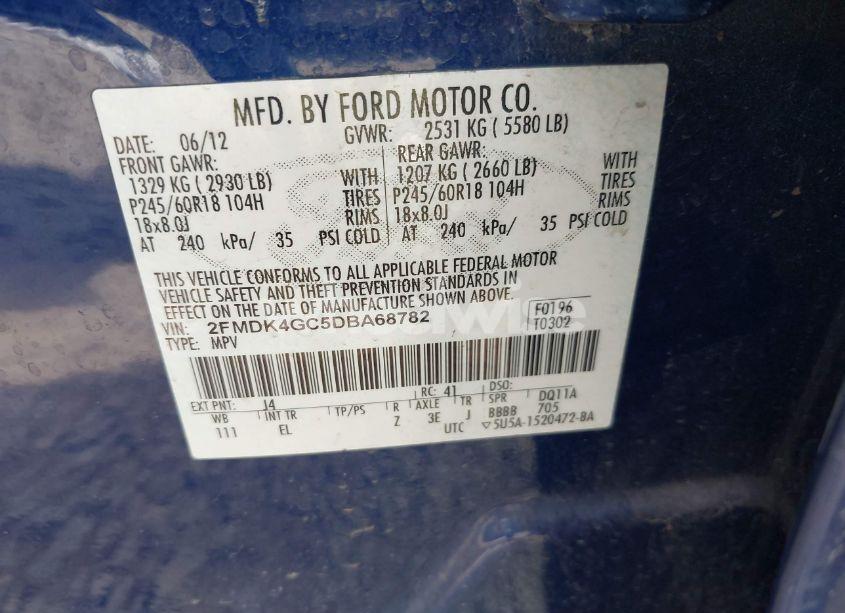 MFD. BY FORD MOTOR CO.
DATE: 06/12 GVWR: 2531 KG ( 5580 LB)
FRONT GAWR: REAR GAWR:
1329 KG ( 2930 LB) WITH 1207 KG ( 2660 LB) WITH
P245/60R18 104H TIRES P245/60R18 104H TIRES
18x8.0J RIMS 18x8.0J RIMS
AT 240 kPa/ 35 PSI COLD AT 240 kPa/ 35 PSI COLD
THIS VEHICLE CONFORMS TO ALL APPLICABLE FEDERAL MOTOR
VEHICLE SAFETY AND THEFT PREVENTION STANDARDS IN
EFFECT ON THE DATE OF MANUFACTURE SHOWN ABOVE.
VIN: 2FMDK4GC5DBA68782 F0196
TYPE: MPV T0302
EXT PNT: J4 RC: 41 DSO: DQ11A
WB INT TR TP/PS R AXLE TR SPR 705
111 EL Z 3E J BBBB
UTC ▽5U5A-1520472-BA